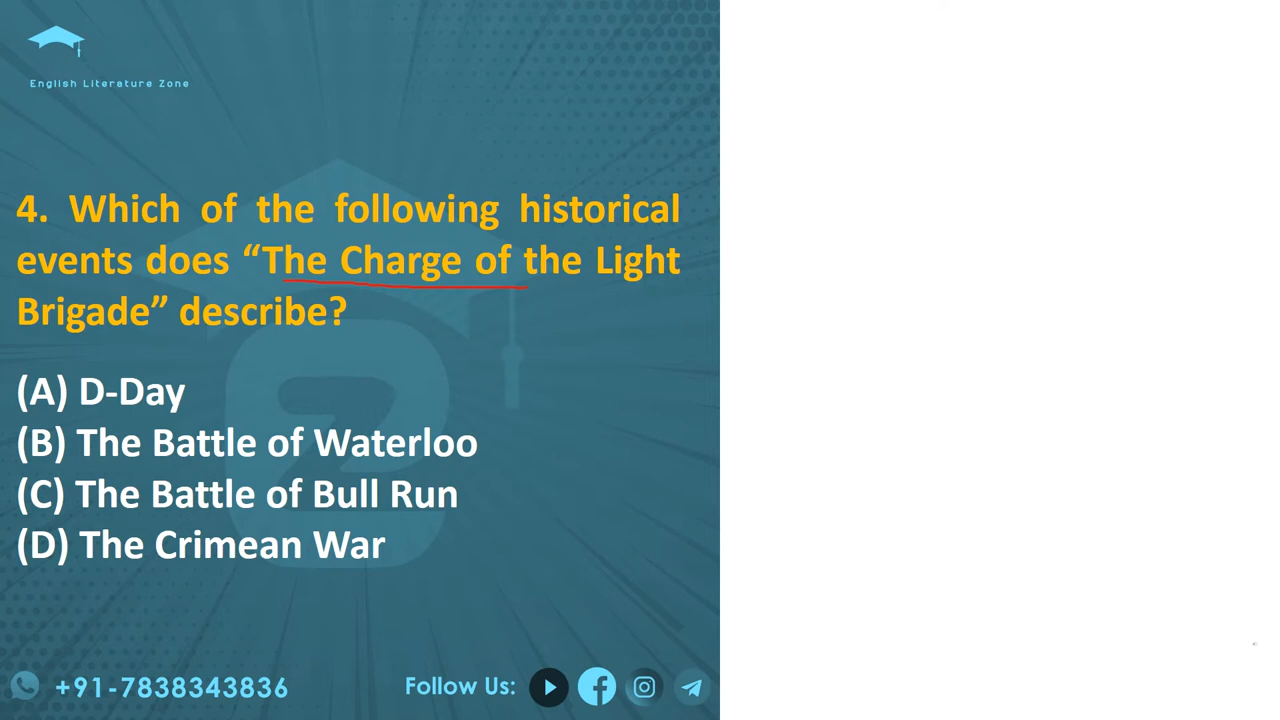 English Literature Zone
4. Which of the following historical
events does “The Charge of the Light
Brigade” describe?
(A) D-Day
(B) The Battle of Waterloo
(C) The Battle of Bull Run
(D) The Crimean War
+91-7838343836
Follow Us: